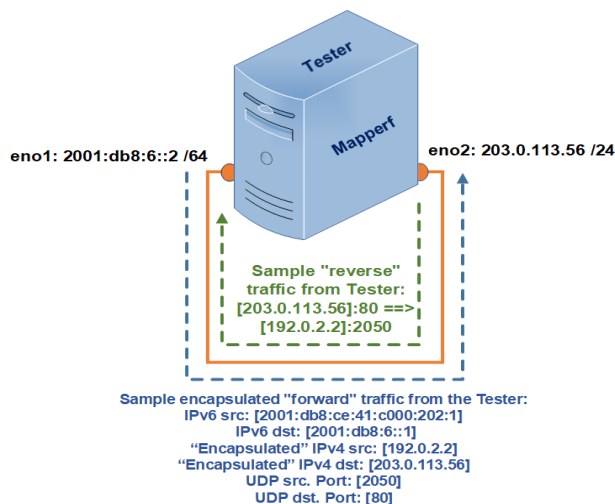 Tester
Mapperf
eno1: 2001:db8:6::2 /64
eno2: 203.0.113.56 /24
Sample "reverse"
traffic from Tester:
[203.0.113.56]:80 ==>
[192.0.2.2]:2050
Sample encapsulated "forward" traffic from the Tester:
IPv6 src: [2001:db8:ce:41:c000:202:1]
IPv6 dst: [2001:db8:6::1]
“Encapsulated” IPv4 src: [192.0.2.2]
“Encapsulated” IPv4 dst: [203.0.113.56]
UDP src. Port: [2050]
UDP dst. Port: [80]